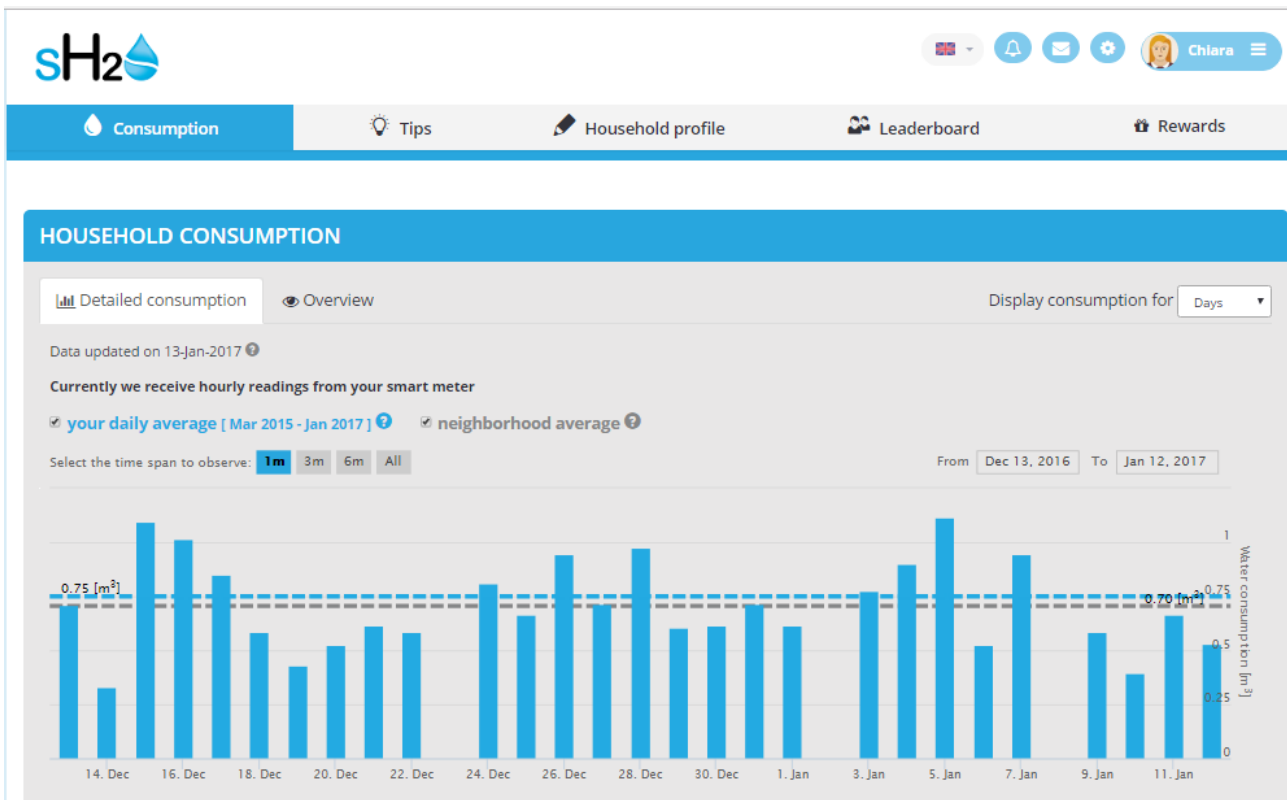 sH2
Chiara
Consumption Tips Household profile Leaderboard Rewards
HOUSEHOLD CONSUMPTION
Detailed consumption Overview Display consumption for Days
Data updated on 13-Jan-2017 ?
Currently we receive hourly readings from your smart meter
your daily average [ Mar 2015 - Jan 2017 ] ? neighborhood average ?
Select the time span to observe: 1m 3m 6m All From Dec 13, 2016 To Jan 12, 2017
1
0.75 [m³] 0.75
0.70 [m³]
0.5
0.25
0
Water consumption [m³]
14. Dec 16. Dec 18. Dec 20. Dec 22. Dec 24. Dec 26. Dec 28. Dec 30. Dec 1. Jan 3. Jan 5. Jan 7. Jan 9. Jan 11. Jan